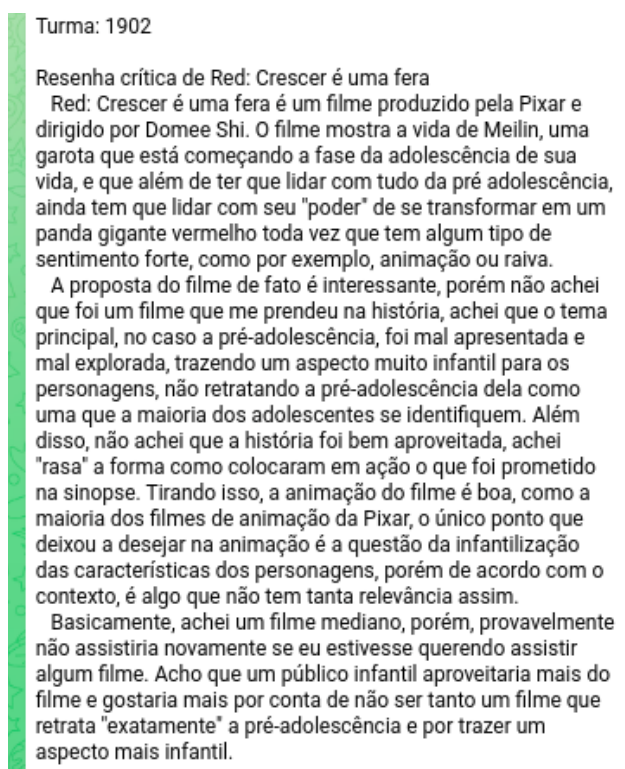 Turma: 1902
Resenha crítica de Red: Crescer é uma fera
Red: Crescer é uma fera é um filme produzido pela Pixar e
dirigido por Domee Shi. O filme mostra a vida de Meilin, uma
garota que está começando a fase da adolescência de sua
vida, e que além de ter que lidar com tudo da pré adolescência,
ainda tem que lidar com seu "poder" de se transformar em um
panda gigante vermelho toda vez que tem algum tipo de
sentimento forte, como por exemplo, animação ou raiva.
A proposta do filme de fato é interessante, porém não achei
que foi um filme que me prendeu na história, achei que o tema
principal, no caso a pré-adolescência, foi mal apresentada e
mal explorada, trazendo um aspecto muito infantil para os
personagens, não retratando a pré-adolescência dela como
uma que a maioria dos adolescentes se identifiquem. Além
disso, não achei que a história foi bem aproveitada, achei
"rasa" a forma como colocaram em ação o que foi prometido
na sinopse. Tirando isso, a animação do filme é boa, como a
maioria dos filmes de animação da Pixar, o único ponto que
deixou a desejar na animação é a questão da infantilização
das características dos personagens, porém de acordo com o
contexto, é algo que não tem tanta relevância assim.
Basicamente, achei um filme mediano, porém, provavelmente
não assistiria novamente se eu estivesse querendo assistir
algum filme. Acho que um público infantil aproveitaria mais do
filme e gostaria mais por conta de não ser tanto um filme que
retrata "exatamente" a pré-adolescência e por trazer um
aspecto mais infantil.